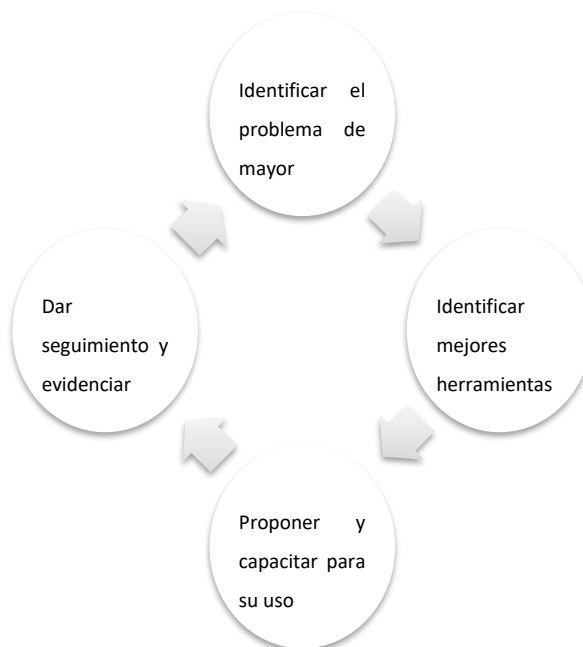 Identificar el
problema de
mayor
Identificar
mejores
herramientas
Proponer y
capacitar para
su uso
Dar
seguimiento y
evidenciar